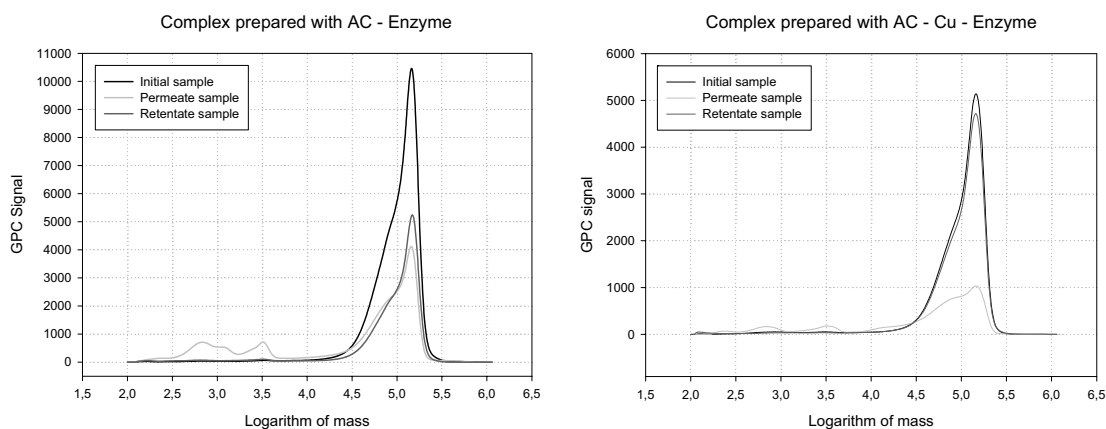 Complex prepared with AC - Enzyme
11000
10000
9000
8000
7000
6000
5000
4000
3000
2000
1000
0
GPC Signal
Initial sample
Permeate sample
Retentate sample
1,5 2,0 2,5 3,0 3,5 4,0 4,5 5,0 5,5 6,0 6,5
Logarithm of mass
Complex prepared with AC - Cu - Enzyme
6000
5000
4000
3000
2000
1000
0
GPC signal
Initial sample
Permeate sample
Retentate sample
1,5 2,0 2,5 3,0 3,5 4,0 4,5 5,0 5,5 6,0 6,5
Logarithm of mass